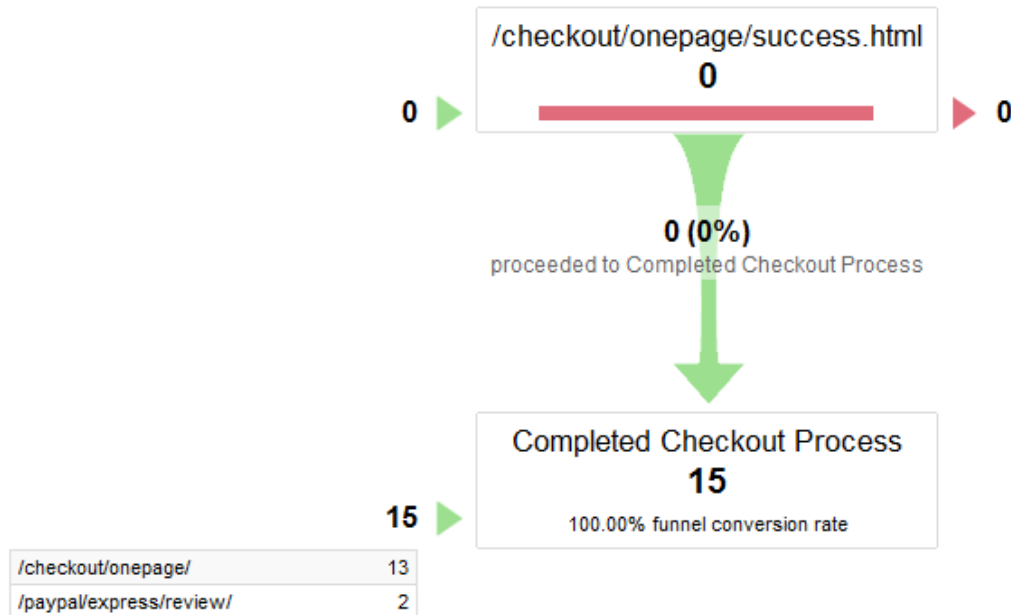 /checkout/onepage/success.html
0
0
0
0 (0%)
proceeded to Completed Checkout Process
Completed Checkout Process
15
15
100.00% funnel conversion rate
/checkout/onepage/ 13
/paypal/express/review/ 2